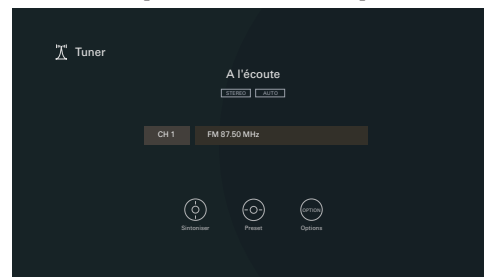 Tuner
A l'écoute
STEREO AUTO
CH 1 FM 87.50 MHz
OPTION
Sintoniser Preset Options